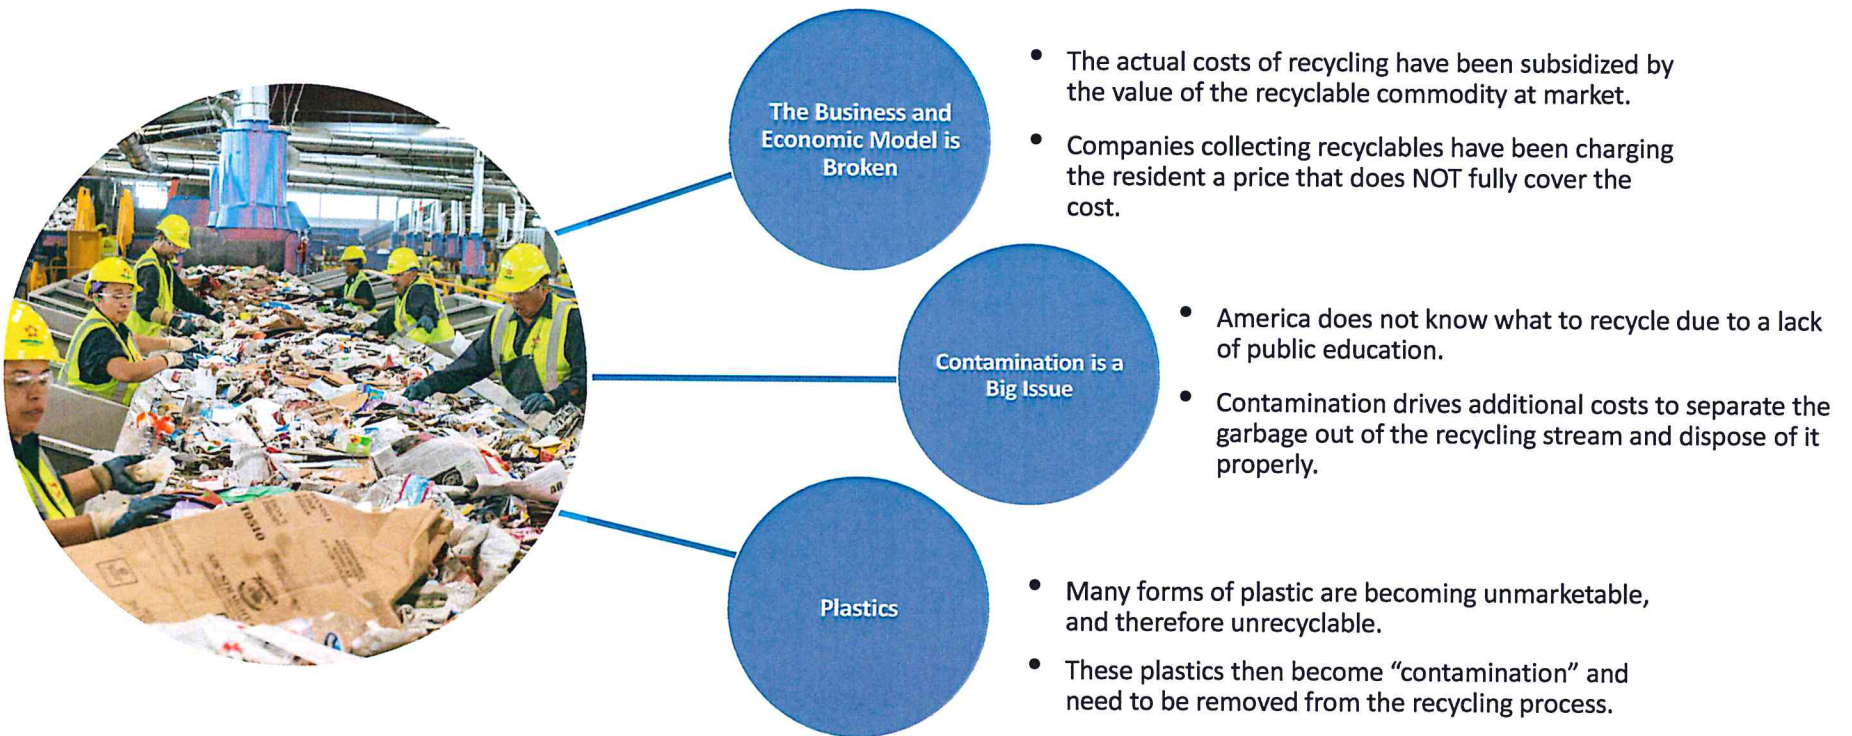 The Business and
Economic Model is
Broken
• The actual costs of recycling have been subsidized by
the value of the recyclable commodity at market.
• Companies collecting recyclables have been charging
the resident a price that does NOT fully cover the
cost.
Contamination is a
Big Issue
• America does not know what to recycle due to a lack
of public education.
• Contamination drives additional costs to separate the
garbage out of the recycling stream and dispose of it
properly.
Plastics
• Many forms of plastic are becoming unmarketable,
and therefore unrecyclable.
• These plastics then become “contamination” and
need to be removed from the recycling process.